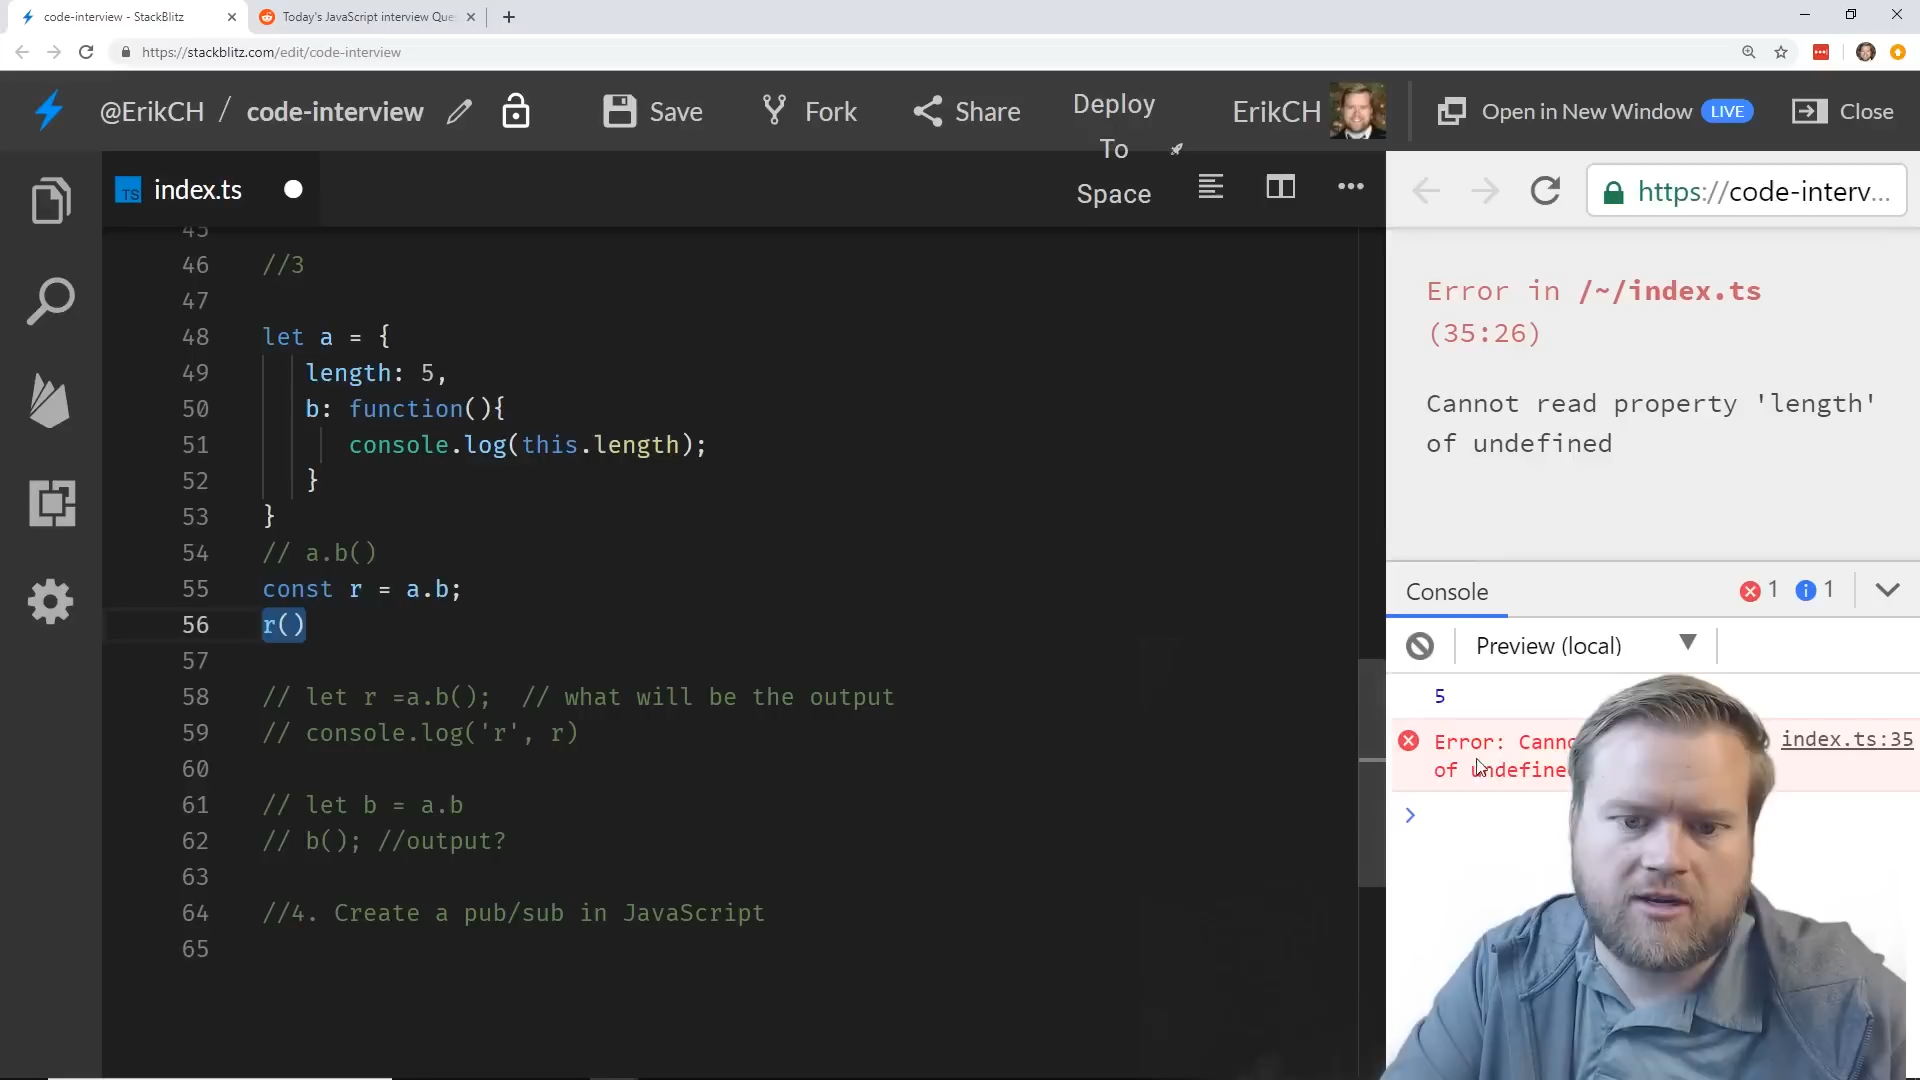 code-interview - StackBlitz
Today's JavaScript interview Que
https://stackblitz.com/edit/code-interview
@ErikCH / code-interview
Save
Fork
Share
Deploy
To
Space
ErikCH
Open in New Window
LIVE
Close
TS
index.ts
https://code-interv...
45
46 //3
47
48 let a = {
49 length: 5,
50 b: function(){
51 console.log(this.length);
52 }
53 }
54 // a.b()
55 const r = a.b;
56 r()
57
58 // let r =a.b();  // what will be the output
59 // console.log('r', r)
60
61 // let b = a.b
62 // b(); //output?
63
64 //4. Create a pub/sub in JavaScript
65
Error in /~/index.ts
(35:26)
Cannot read property 'length'
of undefined
Console
1
1
Preview (local)
5
Error: Canno
index.ts:35
of undefine